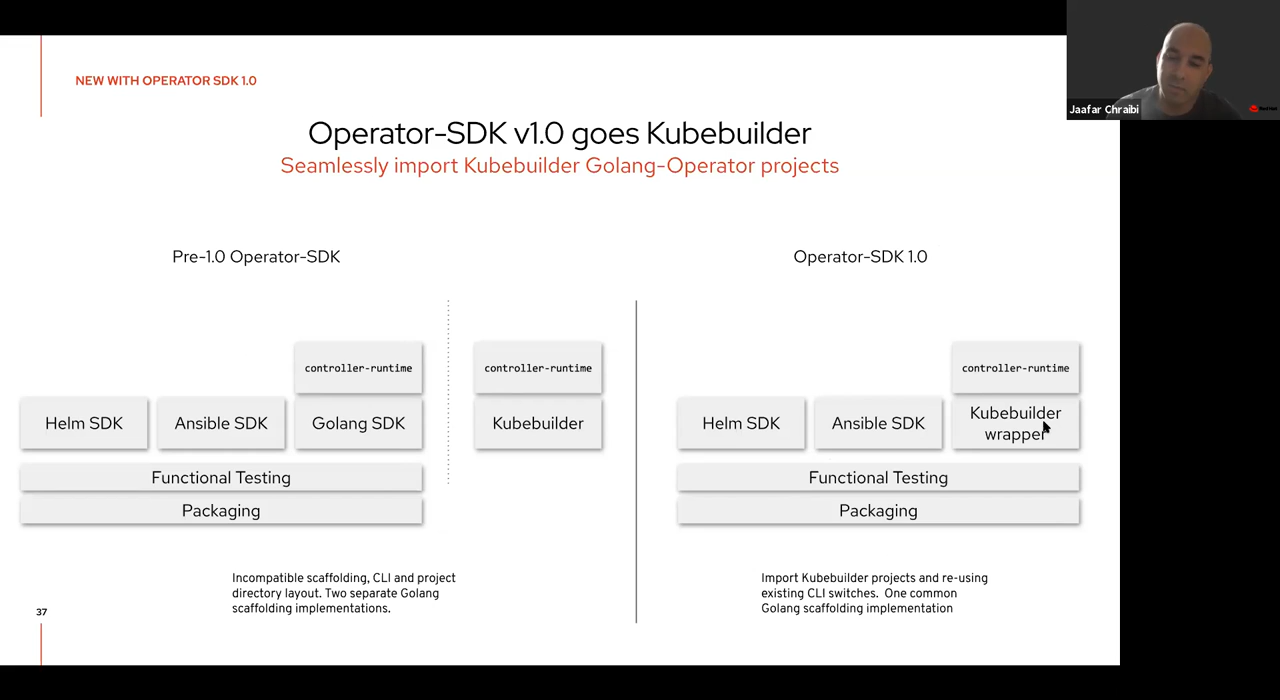 Jaafar Chraibi
Red Hat
NEW WITH OPERATOR SDK 1.0
Operator-SDK v1.0 goes Kubebuilder
Seamlessly import Kubebuilder Golang-Operator projects
Pre-1.0 Operator-SDK
controller-runtime
controller-runtime
Helm SDK
Ansible SDK
Golang SDK
Kubebuilder
Functional Testing
Packaging
Incompatible scaffolding, CLI and project
directory layout. Two separate Golang
scaffolding implementations.
Operator-SDK 1.0
controller-runtime
Helm SDK
Ansible SDK
Kubebuilder
wrapper
Functional Testing
Packaging
Import Kubebuilder projects and re-using
existing CLI switches. One common
Golang scaffolding implementation
37